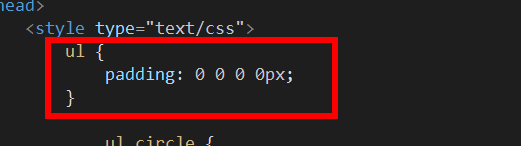 head>
<style type="text/css">
ul {
padding: 0 0 0 0px;
}
ul circle {